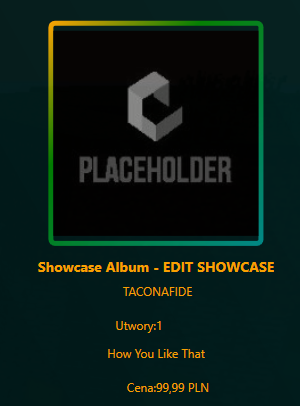 PLACEHOLDER
Showcase Album - EDIT SHOWCASE
TACONAFIDE
Utwory:1
How You Like That
Cena:99,99 PLN